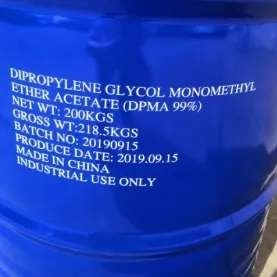 DIPROPYLENE GLYCOL MONOMETHYL
ETHER ACETATE (DPMA 99%)
NET WT: 200KGS
GROSS WT:218.5KGS
BATCH NO: 20190915
PRODUCE DATE: 2019.09.15
MADE IN CHINA
INDUSTRIAL USE ONLY